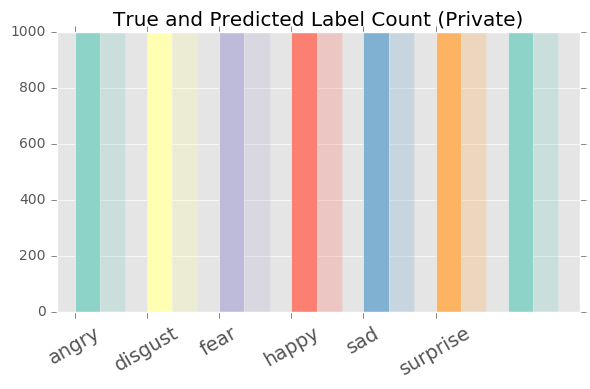 True and Predicted Label Count (Private)
1000
800
600
400
200
0
angry
disgust
fear
happy
sad
surprise